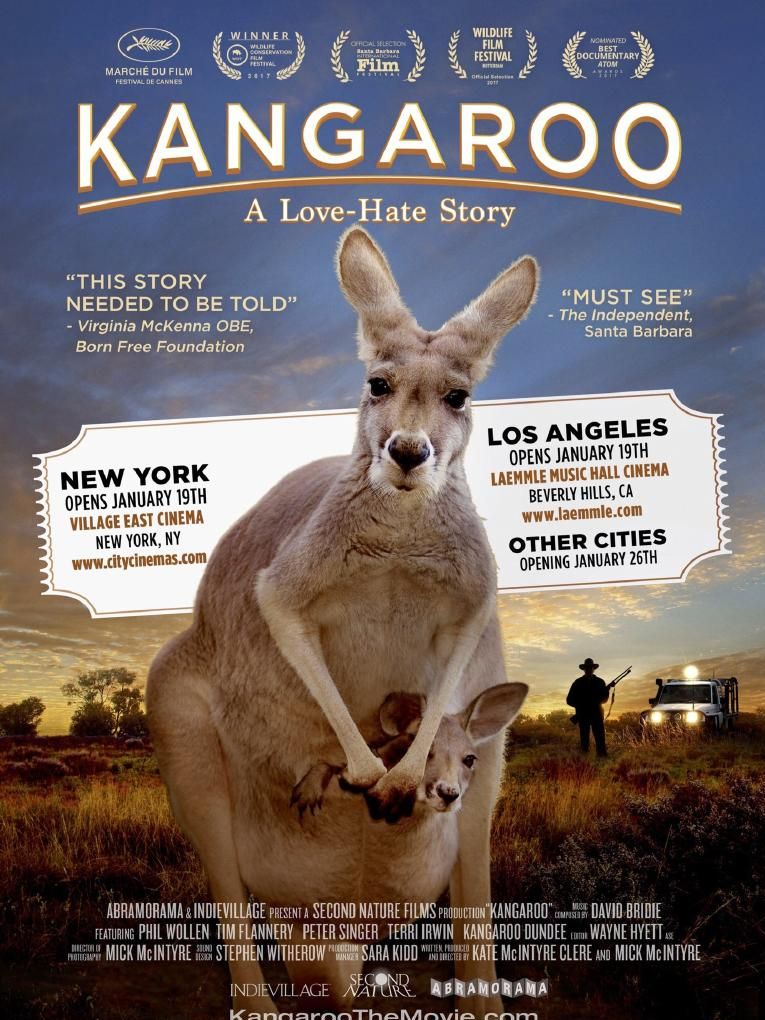 MARCHÉ DU FILM
FESTIVAL DE CANNES
WINNER
WILDLIFE
CONSERVATION
FILM
FESTIVAL
2017
OFFICIAL SELECTION
Santa Barbara
INTERNATIONAL
Film
FESTIVAL
WILDLIFE
FILM
FESTIVAL
ROTTERDAM
Official Selection
2017
NOMINATED
BEST
DOCUMENTARY
ATOM
AWARDS
2017
KANGAROO
A Love-Hate Story
“THIS STORY
NEEDED TO BE TOLD”
- Virginia McKenna OBE,
Born Free Foundation
“MUST SEE”
- The Independent,
Santa Barbara
NEW YORK
OPENS JANUARY 19TH
VILLAGE EAST CINEMA
NEW YORK, NY
www.citycinemas.com
LOS ANGELES
OPENS JANUARY 19TH
LAEMMLE MUSIC HALL CINEMA
BEVERLY HILLS, CA
www.laemmle.com
OTHER CITIES
OPENING JANUARY 26TH
ABRAMORAMA & INDIEVILLAGE PRESENT A SECOND NATURE FILMS PRODUCTION "KANGAROO" MUSIC COMPOSED BY DAVID BRIDIE
FEATURING PHIL WOLLEN TIM FLANNERY PETER SINGER TERRI IRWIN KANGAROO DUNDEE EDITOR WAYNE HYETT ASE
DIRECTOR OF PHOTOGRAPHY MICK McINTYRE SOUND DESIGN STEPHEN WITHEROW PRODUCTION MANAGER SARA KIDD WRITTEN, PRODUCED AND DIRECTED BY KATE McINTYRE CLERE AND MICK McINTYRE
INDIEVILLAGE SECOND NATURE ABRAMORAMA
KangarooTheMovie.com